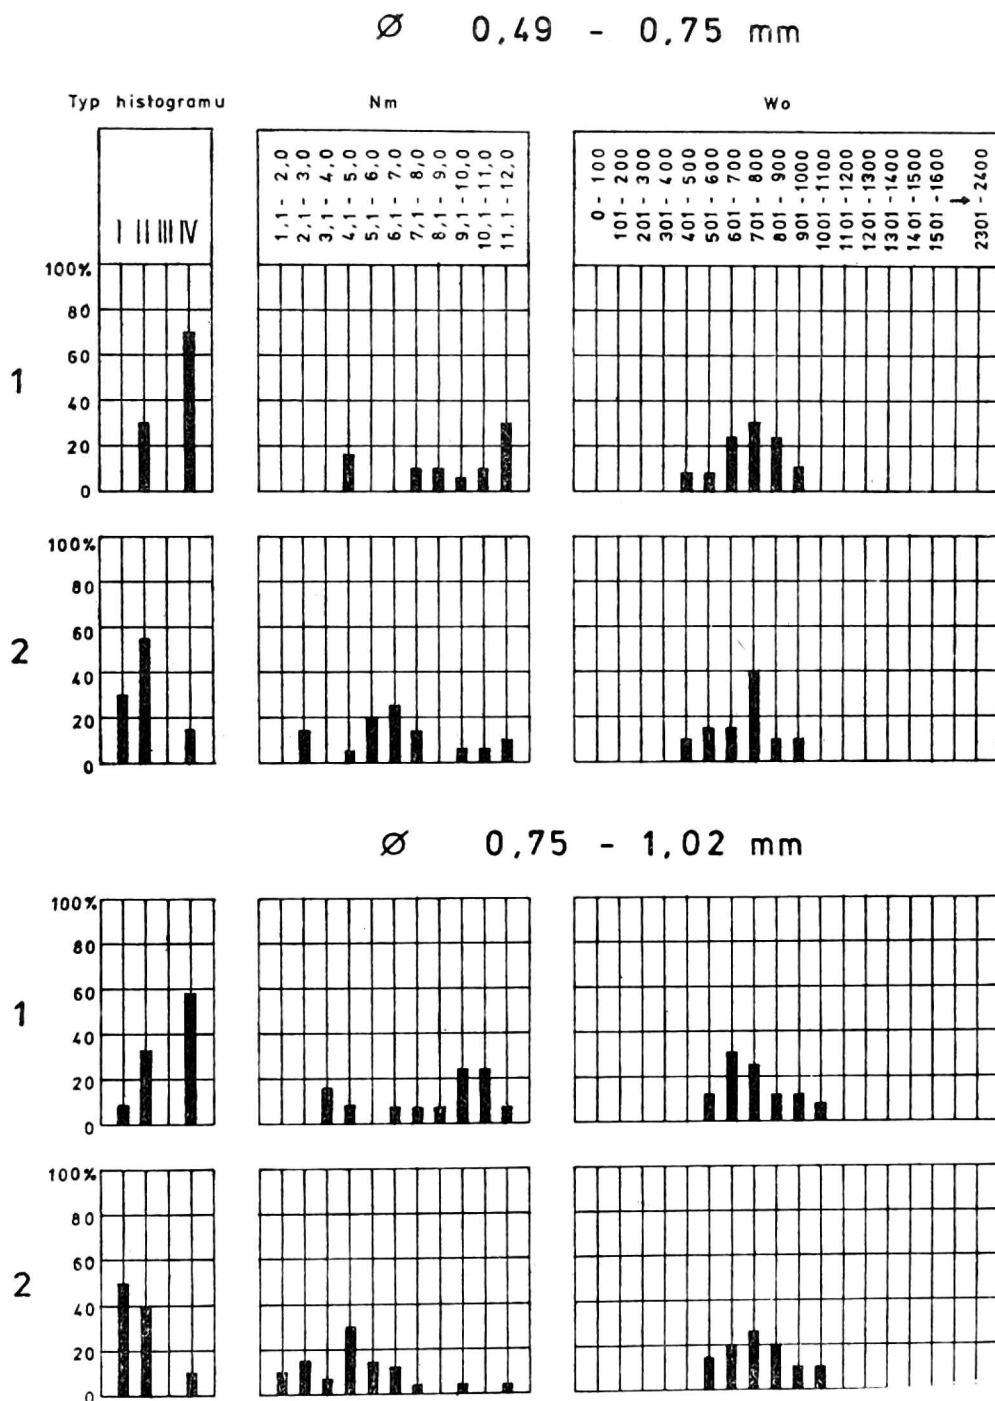 Ø 0,49 - 0,75 mm
Typ histogramu Nm Wo
I II III IV
1,1 - 2,0
2,1 - 3,0
3,1 - 4,0
4,1 - 5,0
5,1 - 6,0
6,1 - 7,0
7,1 - 8,0
8,1 - 9,0
9,1 - 10,0
10,1 - 11,0
11,1 - 12,0
0 - 100
101 - 200
201 - 300
301 - 400
401 - 500
501 - 600
601 - 700
701 - 800
801 - 900
901 - 1000
1001 - 1100
1101 - 1200
1201 - 1300
1301 - 1400
1401 - 1500
1501 - 1600
↓
2301 - 2400
1
100%
80
60
40
20
0
2
100%
80
60
40
20
0
Ø 0,75 - 1,02 mm
1
100%
80
60
40
20
0
2
100%
80
60
40
20
0